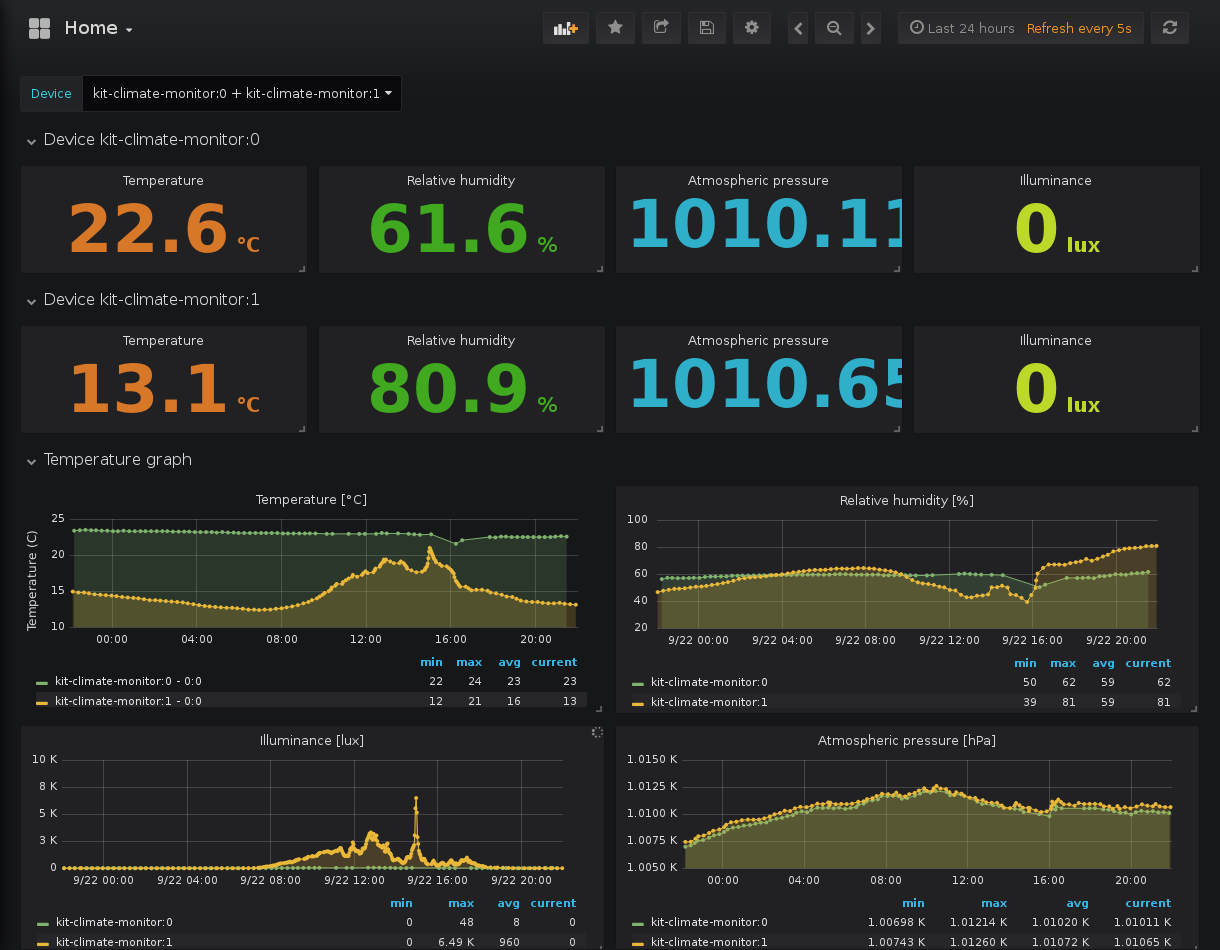 Home
Last 24 hours Refresh every 5s
Device kit-climate-monitor:0 + kit-climate-monitor:1
Device kit-climate-monitor:0
Temperature Relative humidity Atmospheric pressure Illuminance
22.6 °C 61.6 % 1010.11 0 lux
Device kit-climate-monitor:1
Temperature Relative humidity Atmospheric pressure Illuminance
13.1 °C 80.9 % 1010.65 0 lux
Temperature graph
Temperature [°C]
Temperature (C)
25
20
15
10
00:00 04:00 08:00 12:00 16:00 20:00
min max avg current
kit-climate-monitor:0 - 0:0 22 24 23 23
kit-climate-monitor:1 - 0:0 12 21 16 13
Relative humidity [%]
100
80
60
40
20
9/22 00:00 9/22 04:00 9/22 08:00 9/22 12:00 9/22 16:00 9/22 20:00
min max avg current
kit-climate-monitor:0 50 62 59 62
kit-climate-monitor:1 39 81 59 81
Illuminance [lux]
10 K
8 K
5 K
3 K
0
9/22 00:00 9/22 04:00 9/22 08:00 9/22 12:00 9/22 16:00 9/22 20:00
min max avg current
kit-climate-monitor:0 0 48 8 0
kit-climate-monitor:1 0 6.49 K 960 0
Atmospheric pressure [hPa]
1.0150 K
1.0125 K
1.0100 K
1.0075 K
1.0050 K
00:00 04:00 08:00 12:00 16:00 20:00
min max avg current
kit-climate-monitor:0 1.00698 K 1.01214 K 1.01020 K 1.01011 K
kit-climate-monitor:1 1.00743 K 1.01260 K 1.01072 K 1.01065 K